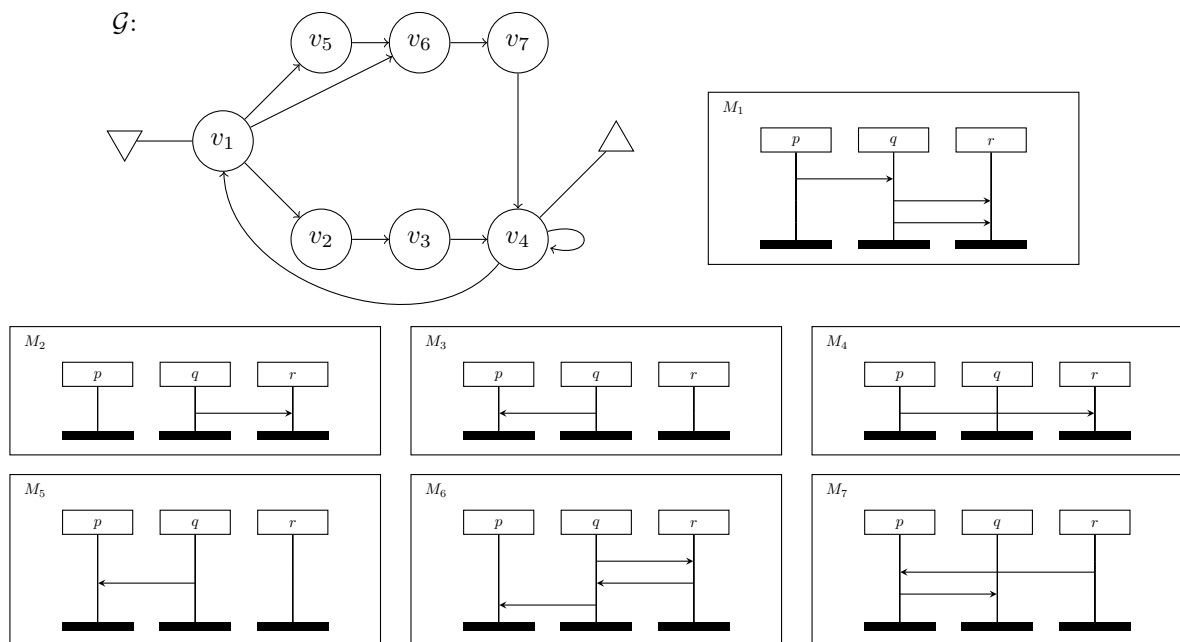 𝒢:
v₅ v₆ v₇
v₁
v₂ v₃ v₄
M₁
p q r
M₂
p q r
M₃
p q r
M₄
p q r
M₅
p q r
M₆
p q r
M₇
p q r